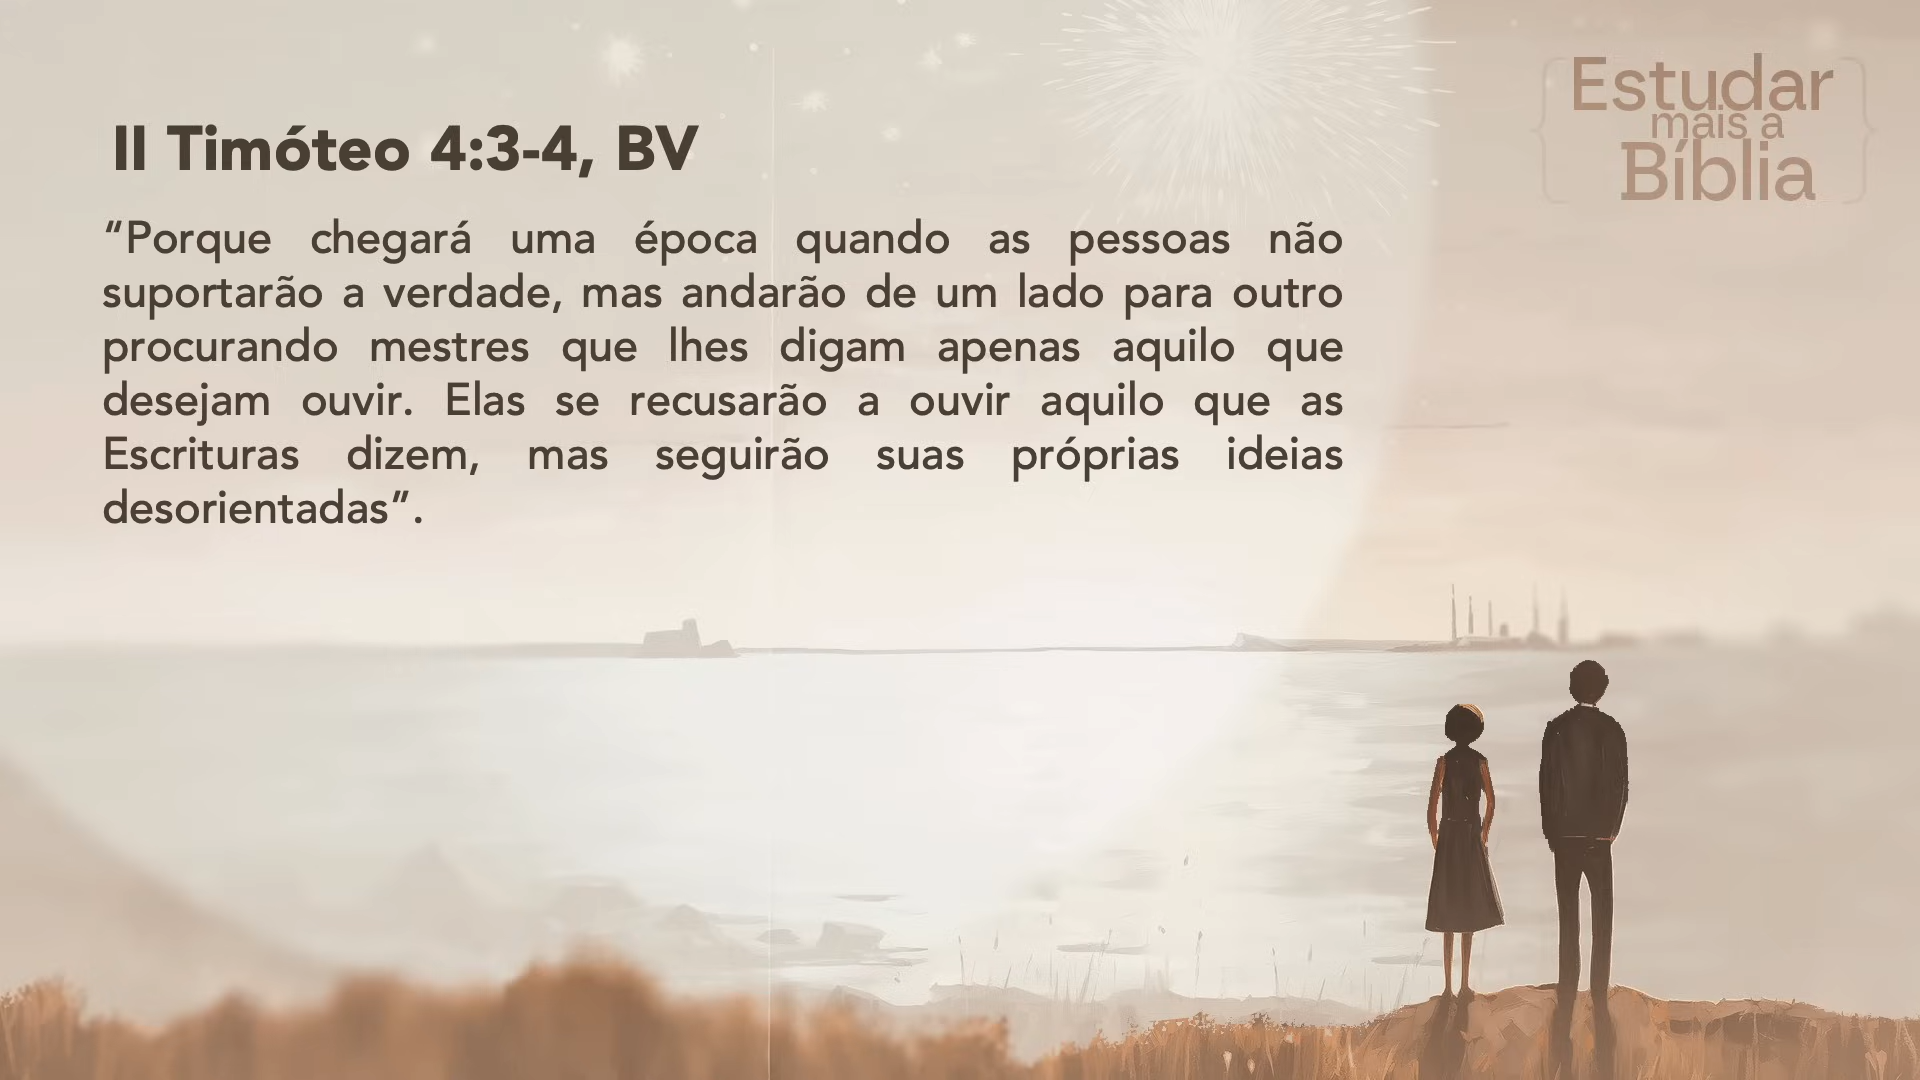 Estudar
mais a
Bíblia
II Timóteo 4:3-4, BV
“Porque chegará uma época quando as pessoas não
suportarão a verdade, mas andarão de um lado para outro
procurando mestres que lhes digam apenas aquilo que
desejam ouvir. Elas se recusarão a ouvir aquilo que as
Escrituras dizem, mas seguirão suas próprias ideias
desorientadas”.